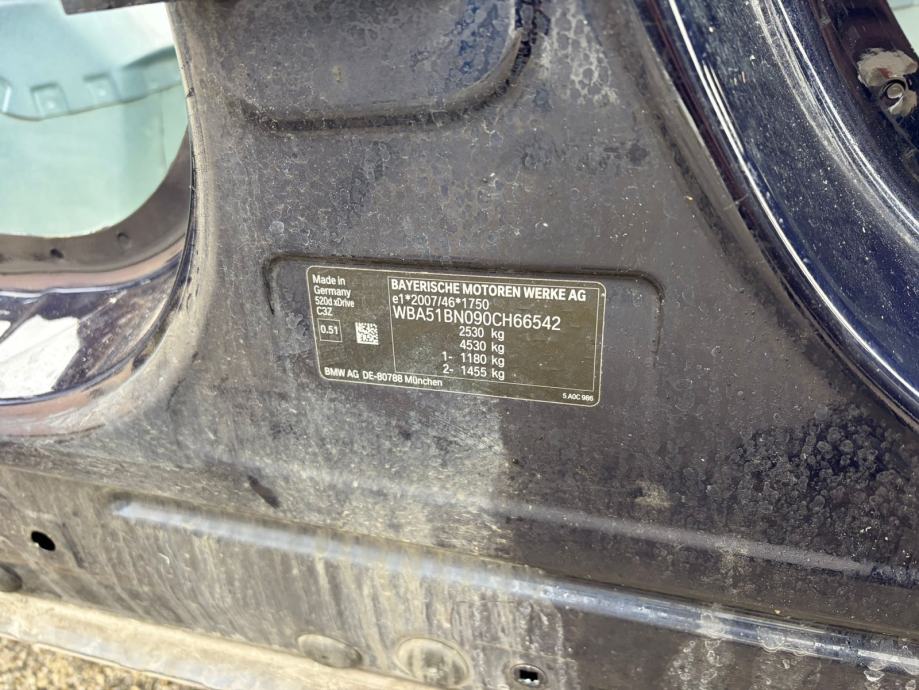 Made in
Germany
520d xDrive
C3Z
0.51
BAYERISCHE MOTOREN WERKE AG
e1*2007/46*1750
WBA51BN090CH66542
2530 kg
4530 kg
1- 1180 kg
2- 1455 kg
BMW AG DE-80788 München
5 A0C 986